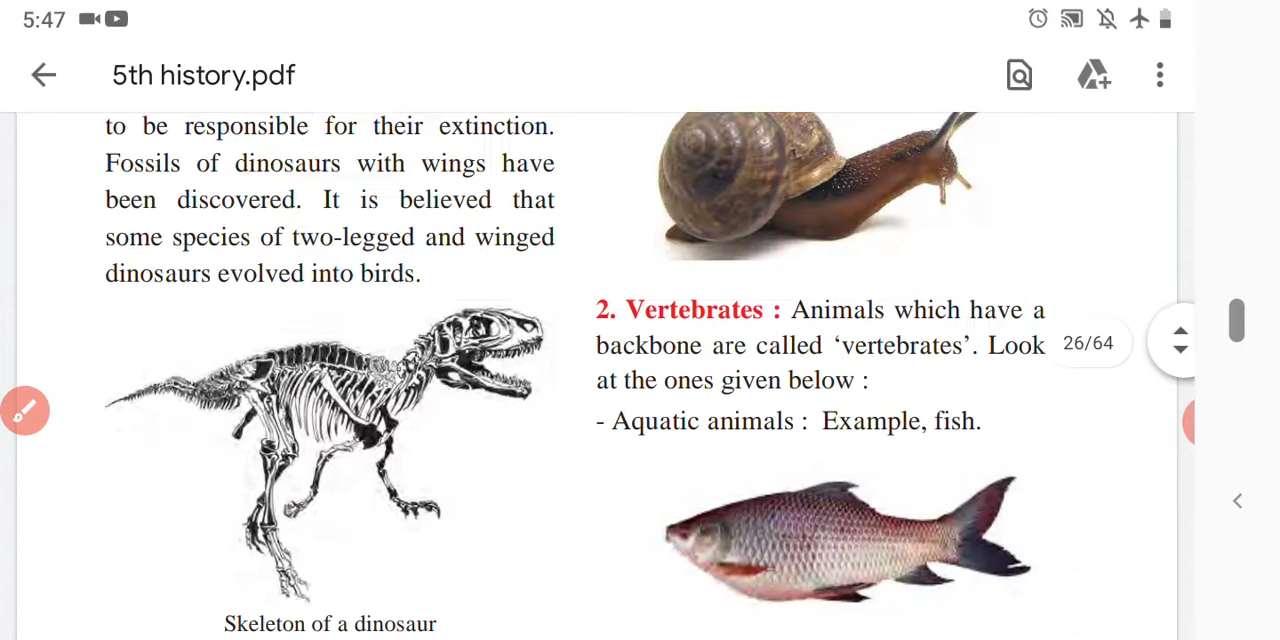 5:47
5th history.pdf
to be responsible for their extinction.
Fossils of dinosaurs with wings have
been discovered. It is believed that
some species of two-legged and winged
dinosaurs evolved into birds.
Skeleton of a dinosaur
2. Vertebrates : Animals which have a
backbone are called ‘vertebrates’. Look
at the ones given below :
- Aquatic animals : Example, fish.
26/64